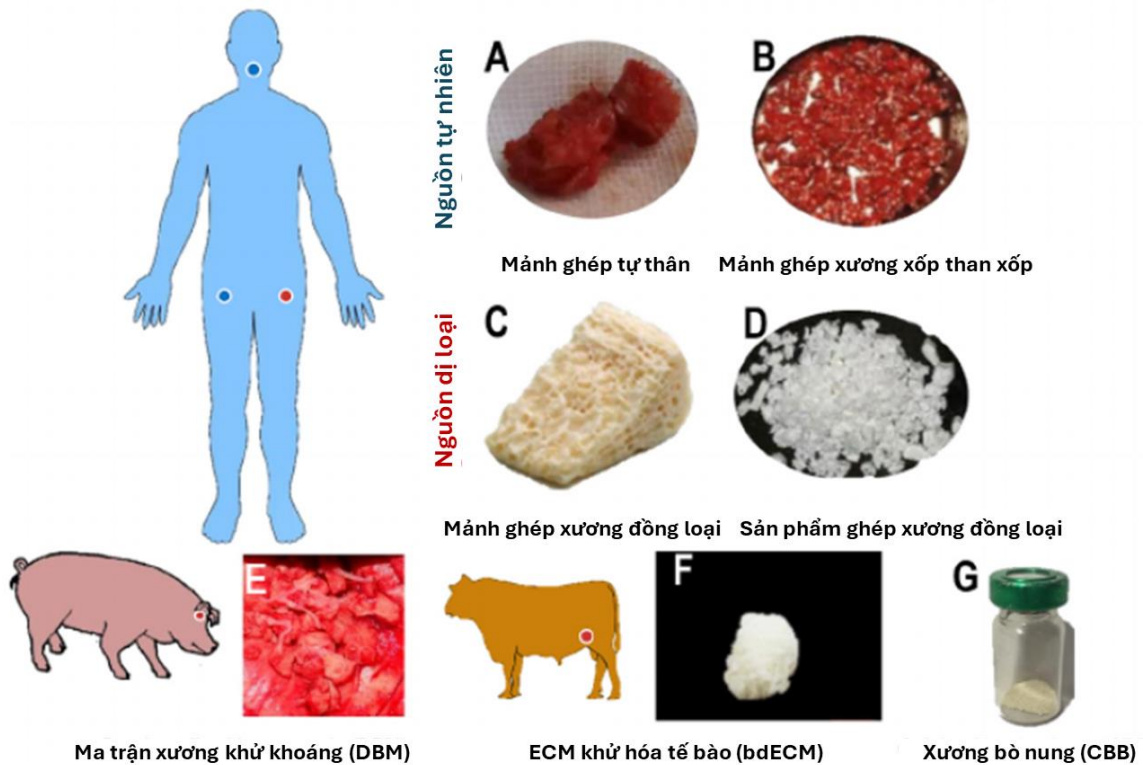 Nguồn tự nhiên
A
B
Mảnh ghép tự thân
Mảnh ghép xương xốp than xốp
Nguồn dị loại
C
D
Mảnh ghép xương đồng loại
Sản phẩm ghép xương đồng loại
E
F
G
Ma trận xương khử khoáng (DBM)
ECM khử hóa tế bào (bdECM)
Xương bò nung (CBB)